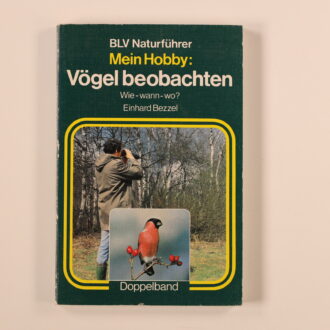 BLV Naturführer
Mein Hobby:
Vögel beobachten
Wie-wann-wo?
Einhard Bezzel
Doppelband